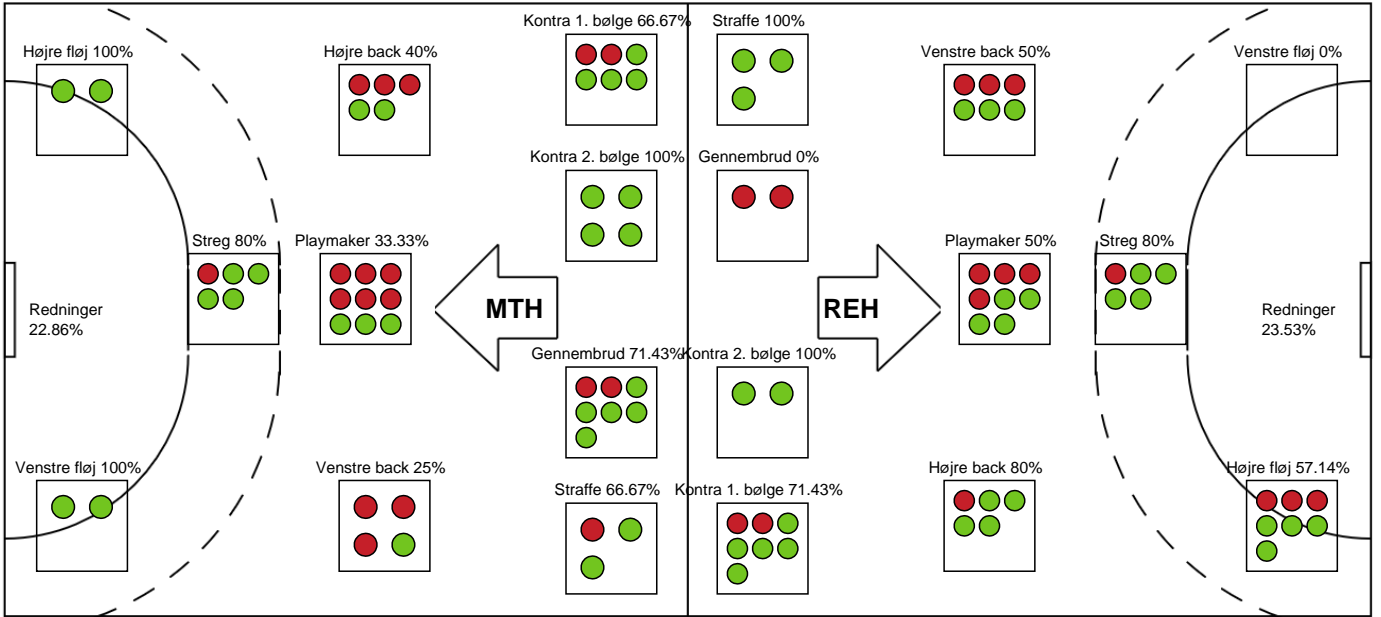 Kontra 1. bølge 66.67%
Straffe 100%
Højre fløj 100%
Højre back 40%
Venstre back 50%
Venstre fløj 0%
Kontra 2. bølge 100%
Gennembrud 0%
Streg 80%
Playmaker 33.33%
Playmaker 50%
Streg 80%
Redninger
22.86%
MTH
REH
Redninger
23.53%
Gennembrud 71.43%
Kontra 2. bølge 100%
Venstre fløj 100%
Venstre back 25%
Højre back 80%
Højre fløj 57.14%
Straffe 66.67%
Kontra 1. bølge 71.43%